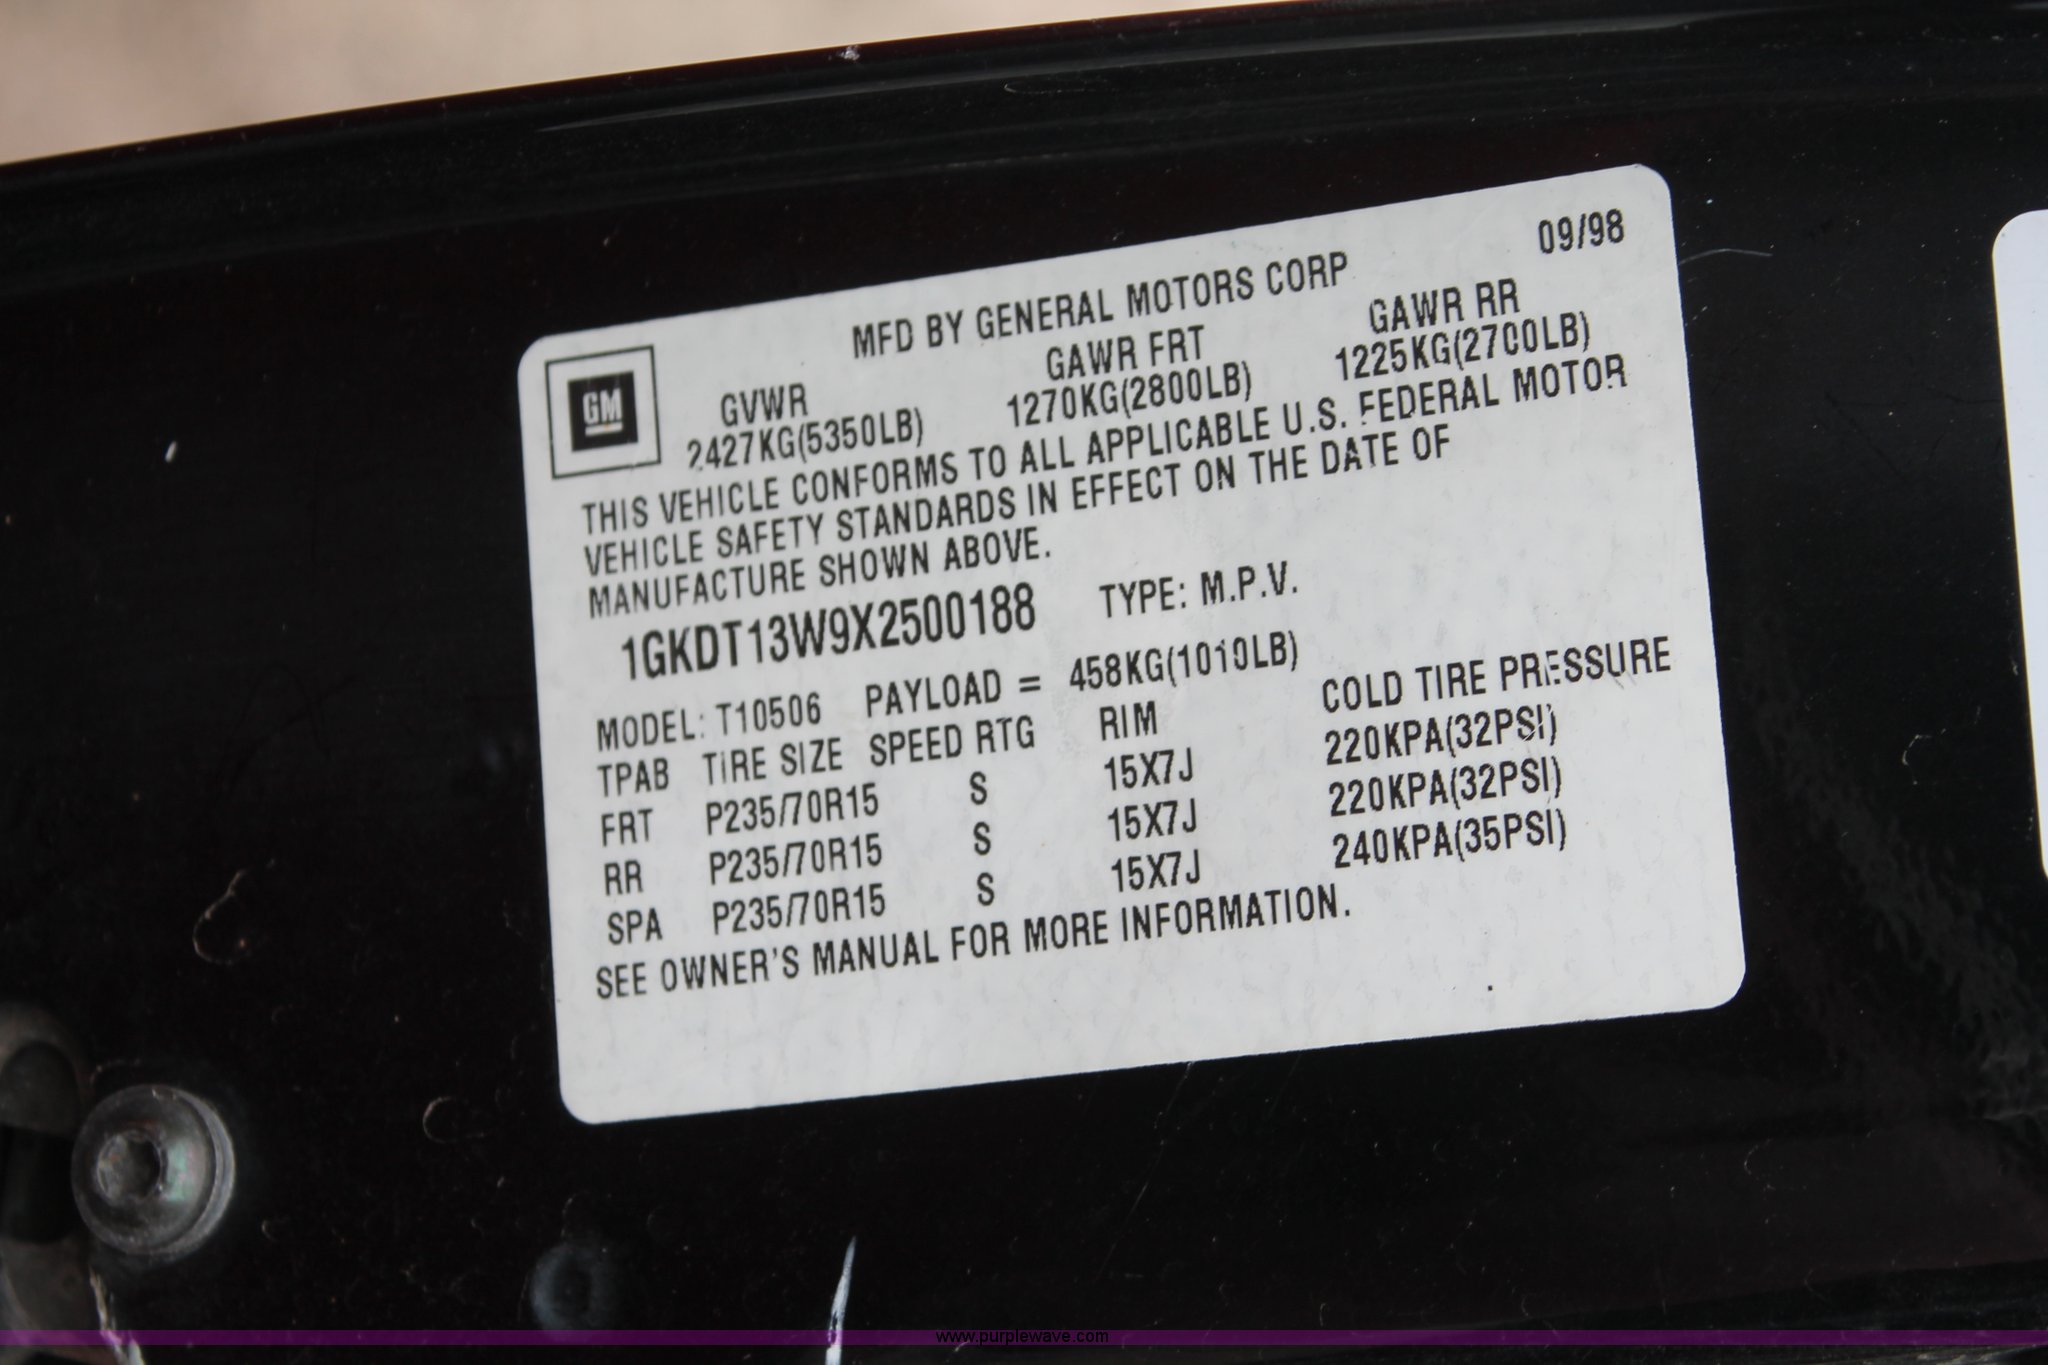 09/98
MFD BY GENERAL MOTORS CORP
GM
GVWR GAWR FRT GAWR RR
2427KG(5350LB) 1270KG(2800LB) 1225KG(2700LB)
THIS VEHICLE CONFORMS TO ALL APPLICABLE U.S. FEDERAL MOTOR
VEHICLE SAFETY STANDARDS IN EFFECT ON THE DATE OF
MANUFACTURE SHOWN ABOVE.
1GKDT13W9X2500188 TYPE: M.P.V.
MODEL: T10506 PAYLOAD = 458KG(1010LB)
TPAB TIRE SIZE SPEED RTG RIM COLD TIRE PRESSURE
FRT P235/70R15 S 15X7J 220KPA(32PSI)
RR P235/70R15 S 15X7J 220KPA(32PSI)
SPA P235/70R15 S 15X7J 240KPA(35PSI)
SEE OWNER'S MANUAL FOR MORE INFORMATION.
www.purplewave.com